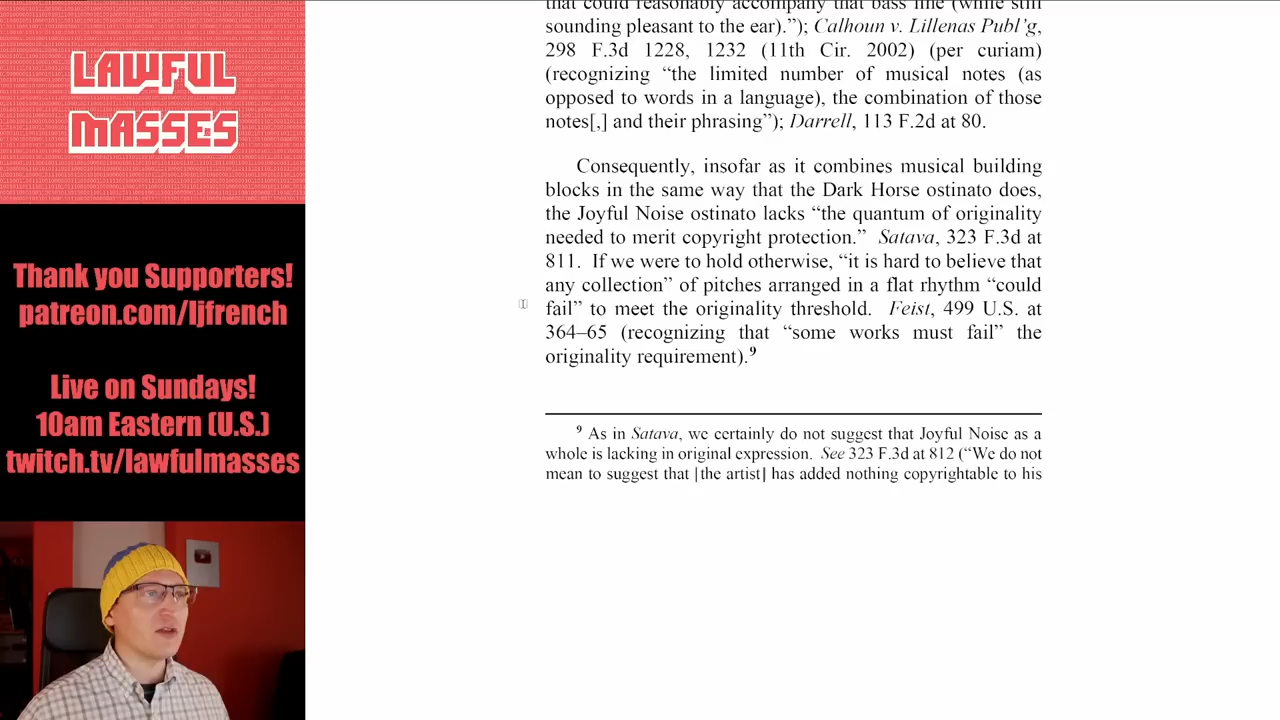 LAWFUL
MASSES
Thank you Supporters!
patreon.com/ljfrench
Live on Sundays!
10am Eastern (U.S.)
twitch.tv/lawfulmasses
that could reasonably accompany that bass line (while still
sounding pleasant to the ear).”); Calhoun v. Lillenas Publ’g,
298 F.3d 1228, 1232 (11th Cir. 2002) (per curiam)
(recognizing “the limited number of musical notes (as
opposed to words in a language), the combination of those
notes[,] and their phrasing”); Darrell, 113 F.2d at 80.
Consequently, insofar as it combines musical building
blocks in the same way that the Dark Horse ostinato does,
the Joyful Noise ostinato lacks “the quantum of originality
needed to merit copyright protection.” Satava, 323 F.3d at
811. If we were to hold otherwise, “it is hard to believe that
any collection” of pitches arranged in a flat rhythm “could
fail” to meet the originality threshold. Feist, 499 U.S. at
364–65 (recognizing that “some works must fail” the
originality requirement).⁹
⁹ As in Satava, we certainly do not suggest that Joyful Noise as a
whole is lacking in original expression. See 323 F.3d at 812 (“We do not
mean to suggest that [the artist] has added nothing copyrightable to his